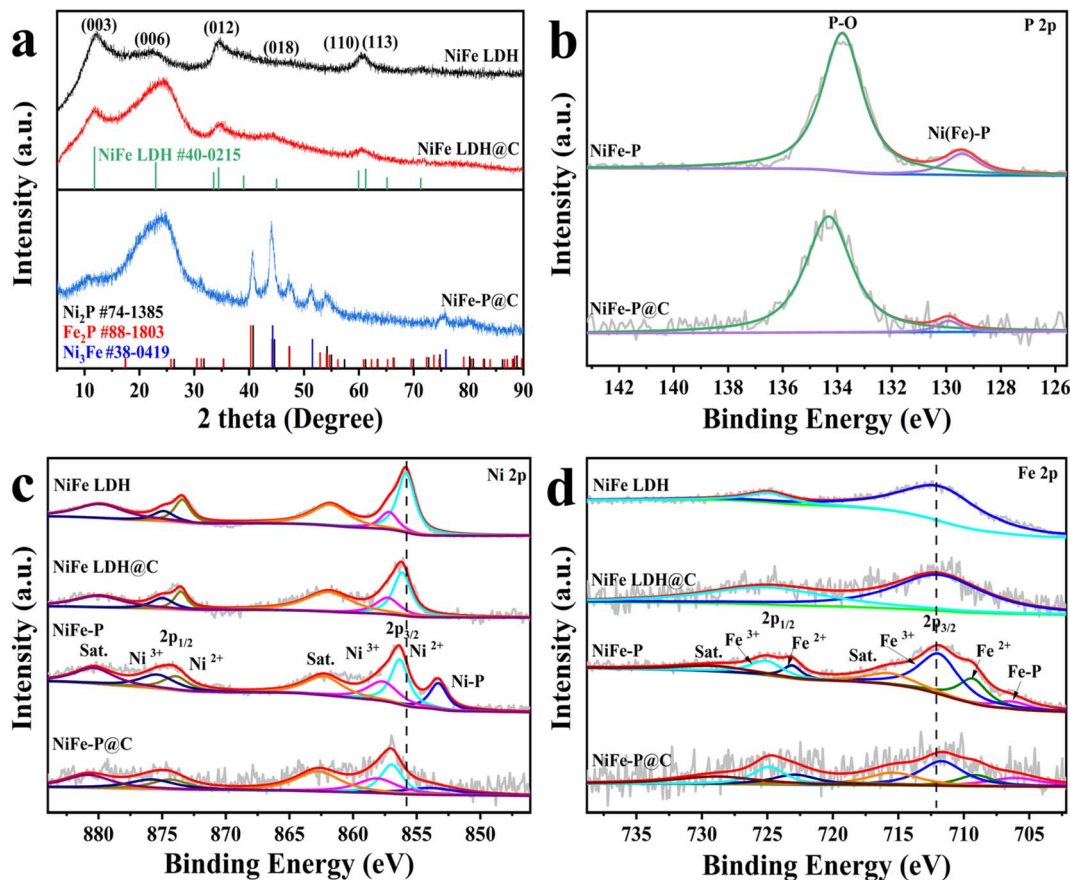 a
(003)
(006)
(012)
(018)
(110) (113)
NiFe LDH
NiFe LDH@C
NiFe LDH #40-0215
NiFe-P@C
Ni₂P #74-1385
Fe₂P #88-1803
Ni₃Fe #38-0419
10 20 30 40 50 60 70 80 90
2 theta (Degree)
Intensity (a.u.)
b
P-O
P 2p
Ni(Fe)-P
NiFe-P
NiFe-P@C
142 140 138 136 134 132 130 128 126
Binding Energy (eV)
Intensity (a.u.)
c
Ni 2p
NiFe LDH
NiFe LDH@C
NiFe-P
2p1/2
2p3/2
Sat.
Ni 3+
Ni 2+
Sat.
Ni 3+
Ni 2+
Ni-P
NiFe-P@C
880 875 870 865 860 855 850
Binding Energy (eV)
Intensity (a.u.)
d
Fe 2p
NiFe LDH
NiFe LDH@C
NiFe-P
2p1/2
2p3/2
Fe 3+
Fe 2+
Sat.
Fe 3+
Fe 2+
Fe-P
NiFe-P@C
735 730 725 720 715 710 705
Binding Energy (eV)
Intensity (a.u.)